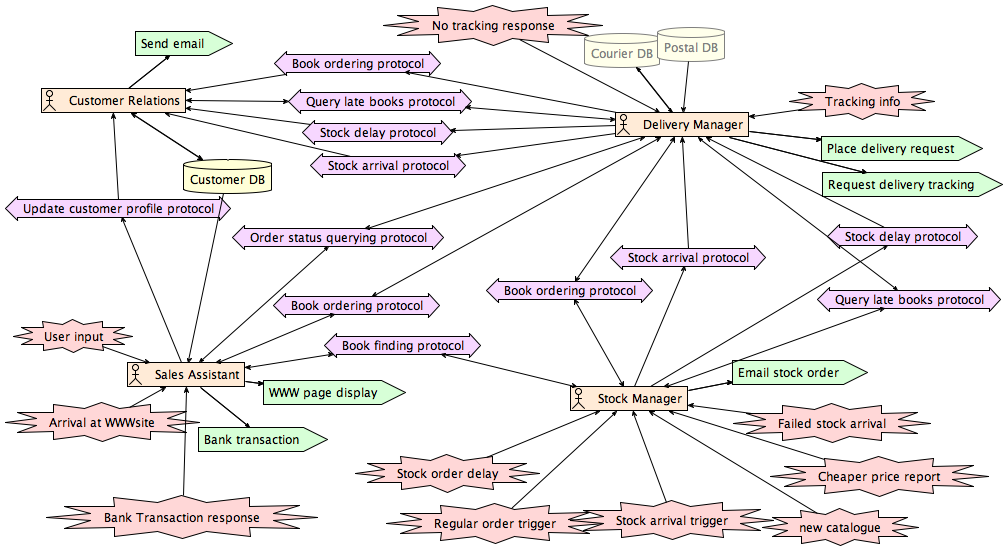 No tracking response
Send email
Courier DB
Postal DB
Book ordering protocol
Customer Relations
Query late books protocol
Tracking info
Stock delay protocol
Delivery Manager
Place delivery request
Stock arrival protocol
Customer DB
Request delivery tracking
Update customer profile protocol
Order status querying protocol
Stock delay protocol
Stock arrival protocol
Book ordering protocol
Book ordering protocol
Query late books protocol
User input
Book finding protocol
Sales Assistant
Email stock order
WWW page display
Stock Manager
Arrival at WWWsite
Bank transaction
Failed stock arrival
Stock order delay
Cheaper price report
Bank Transaction response
Regular order trigger
Stock arrival trigger
new catalogue